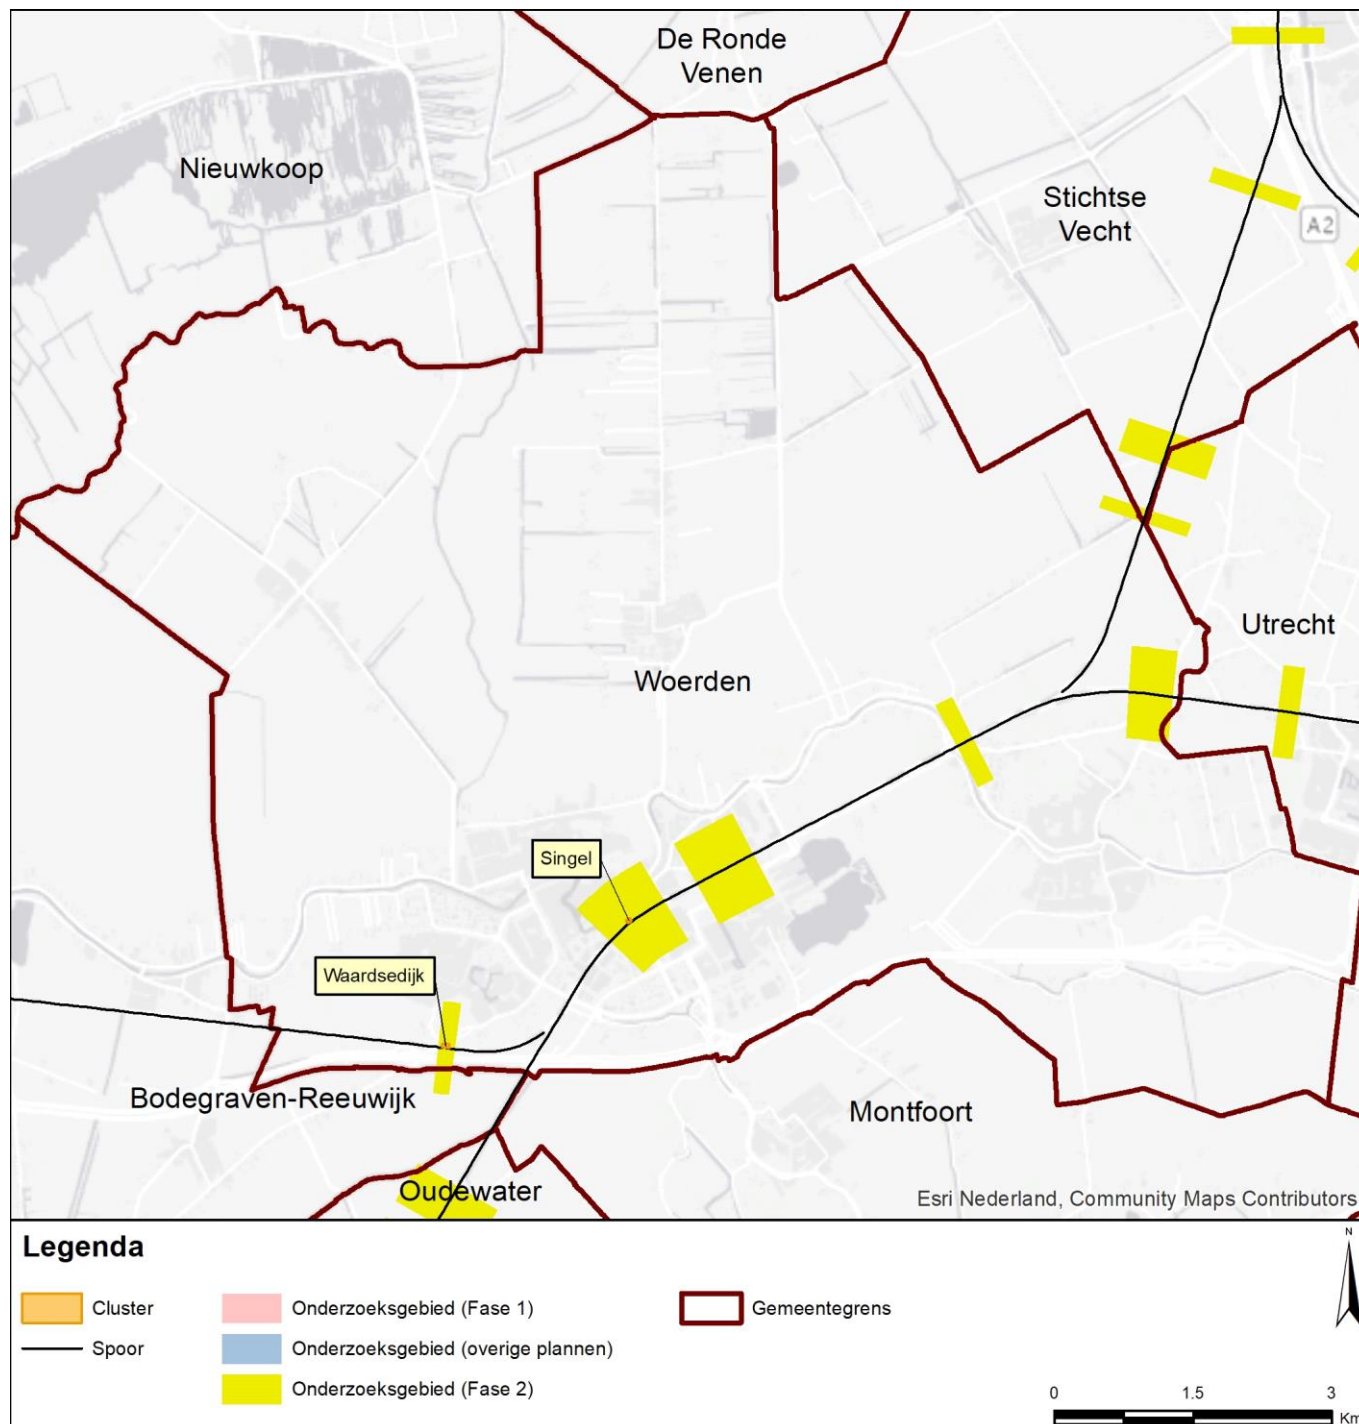 De Ronde
Venen
Nieuwkoop
Stichtse
Vecht
A2
Utrecht
Woerden
Singel
Waardsedijk
Bodegraven-Reeuwijk
Montfoort
Oudewater
Esri Nederland, Community Maps Contributors
Legenda
N
Cluster
Onderzoeksgebied (Fase 1)
Gemeentegrens
Spoor
Onderzoeksgebied (overige plannen)
Onderzoeksgebied (Fase 2)
0 1.5 3
Km